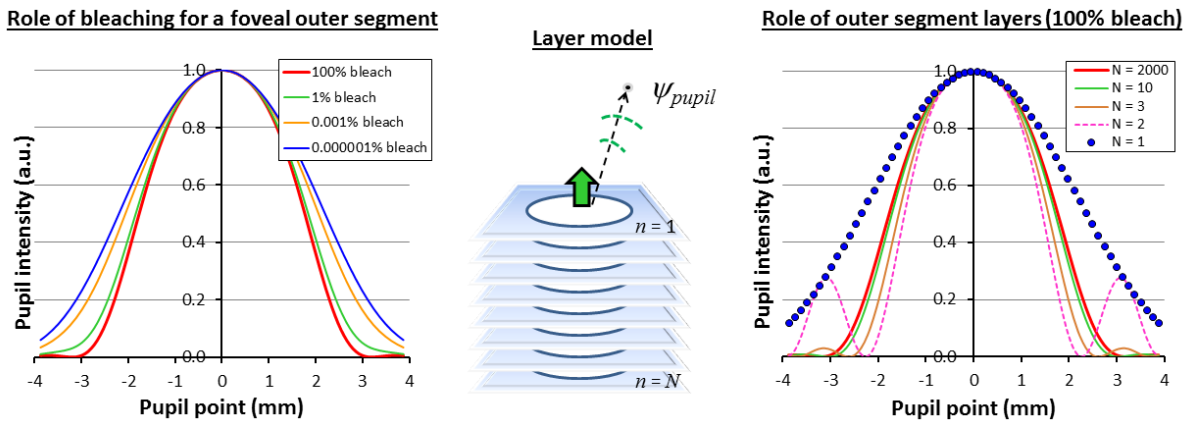 Role of bleaching for a foveal outer segment
1.0
0.8
0.6
0.4
0.2
0.0
-4 -3 -2 -1 0 1 2 3 4
Pupil intensity (a.u.)
Pupil point (mm)
100% bleach
1% bleach
0.001% bleach
0.000001% bleach
Layer model
ψpupil
n = 1
n = N
Role of outer segment layers (100% bleach)
1.0
0.8
0.6
0.4
0.2
0.0
-4 -3 -2 -1 0 1 2 3 4
Pupil intensity (a.u.)
Pupil point (mm)
N = 2000
N = 10
N = 3
N = 2
N = 1